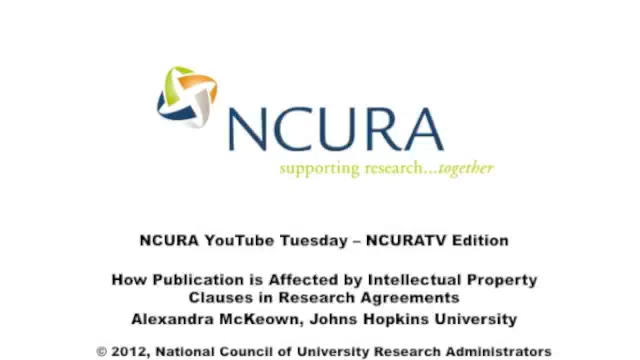 NCURA
supporting research...together
NCURA YouTube Tuesday – NCURATV Edition
How Publication is Affected by Intellectual Property
Clauses in Research Agreements
Alexandra McKeown, Johns Hopkins University
© 2012, National Council of University Research Administrators